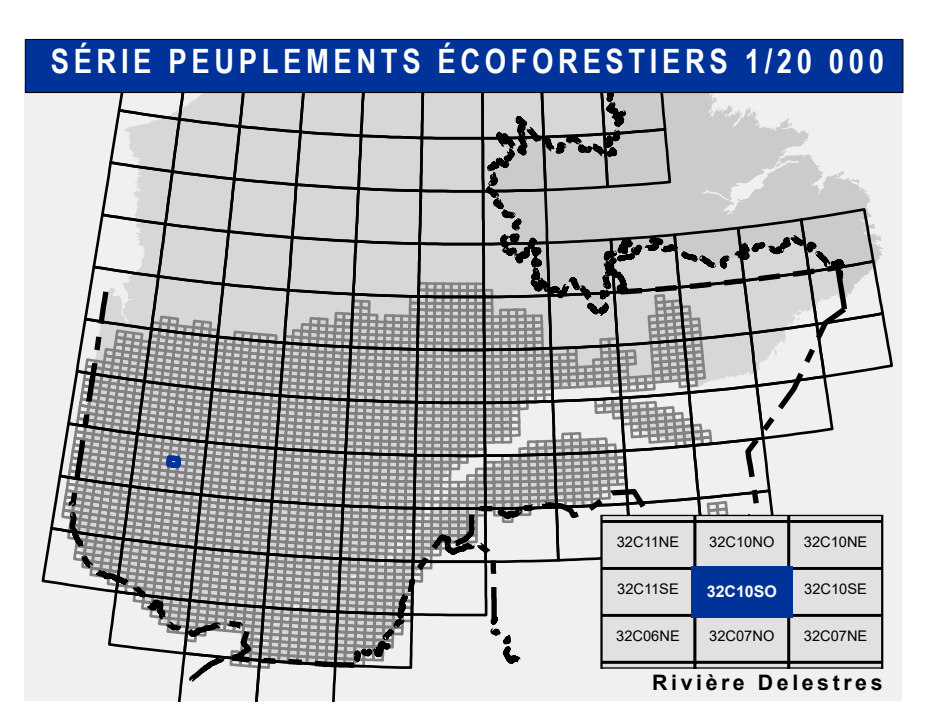 SÉRIE PEUPLEMENTS ÉCOFORESTIERS 1/20 000
32C11NE 32C10NO 32C10NE
32C11SE 32C10SO 32C10SE
32C06NE 32C07NO 32C07NE
Rivière Delestres